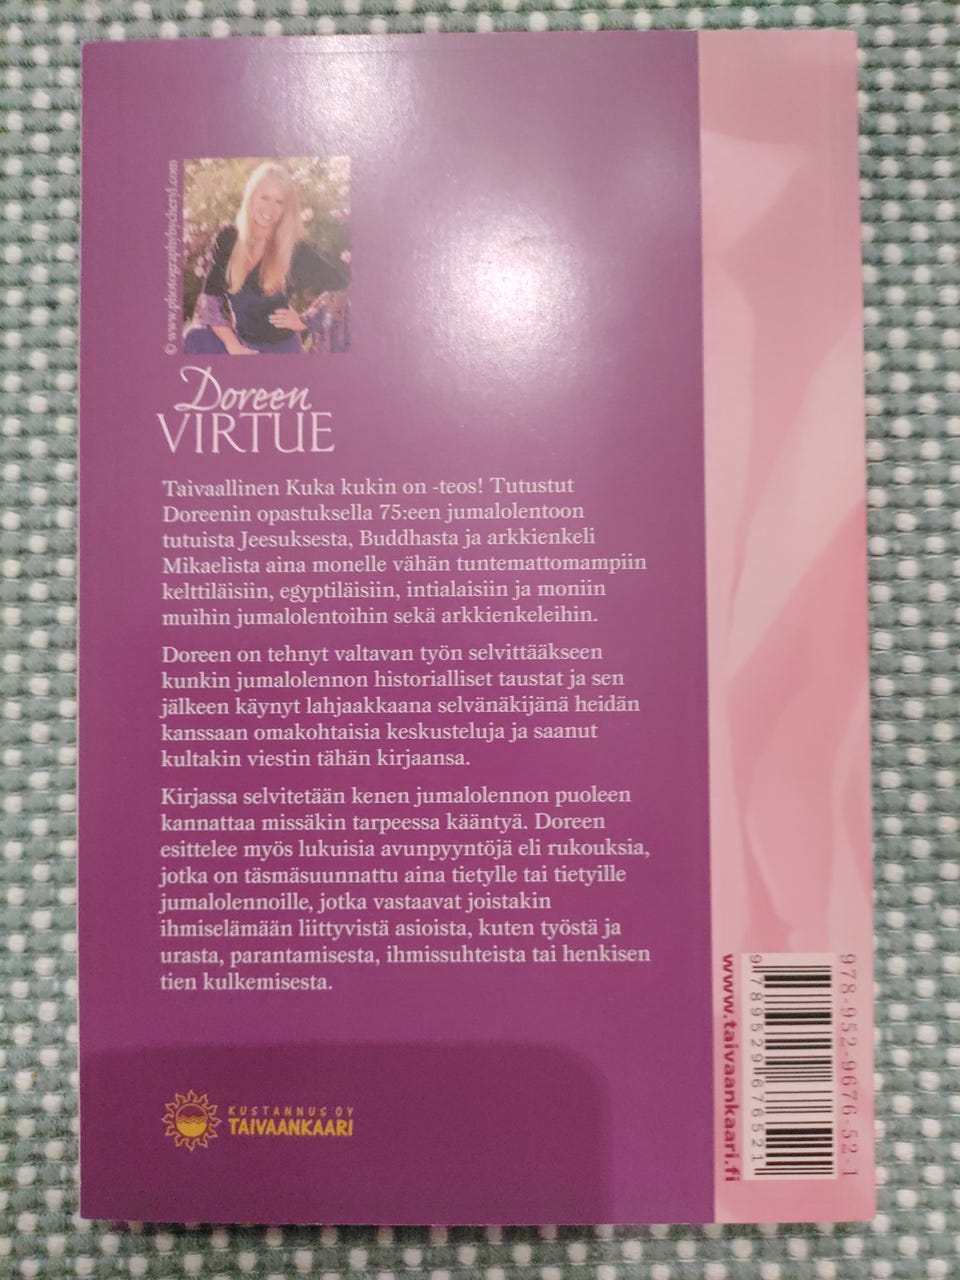 © www.photographybycheryl.com
Doreen
VIRTUE
Taivaallinen Kuka kukin on -teos! Tutustut
Doreenin opastuksella 75:een jumalolentoon
tutuista Jeesuksesta, Buddhasta ja arkkienkeli
Mikaelista aina monelle vähän tuntemattomampiin
kelttiläisiin, egyptiläisiin, intialaisiin ja moniin
muihin jumalolentoihin sekä arkkienkeleihin.
Doreen on tehnyt valtavan työn selvittääkseen
kunkin jumalolennon historialliset taustat ja sen
jälkeen käynyt lahjaakkaana selvänäkijänä heidän
kanssaan omakohtaisia keskusteluja ja saanut
kultakin viestin tähän kirjaansa.
Kirjassa selvitetään kenen jumalolennon puoleen
kannattaa missäkin tarpeessa kääntyä. Doreen
esittelee myös lukuisia avunpyyntöjä eli rukouksia,
jotka on täsmäsuunnattu aina tietylle tai tietyille
jumalolennoille, jotka vastaavat joistakin
ihmiselämään liittyvistä asioista, kuten työstä ja
urasta, parantamisesta, ihmissuhteista tai henkisen
tien kulkemisesta.
KUSTANNUS OY
TAIVAANKAARI
978-952-9676-52-1
9789529676521
www.taivaankaari.fi